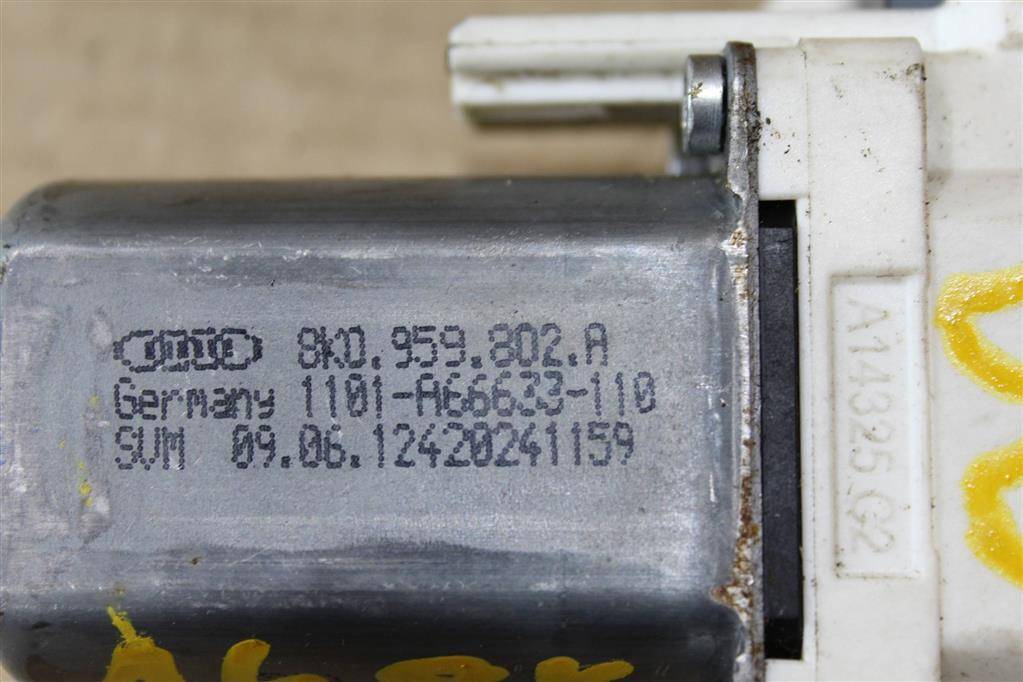 8K0.959.802.A
Germany 1101-A66633-110
SVM 09.06.12420241159
A14325 G2